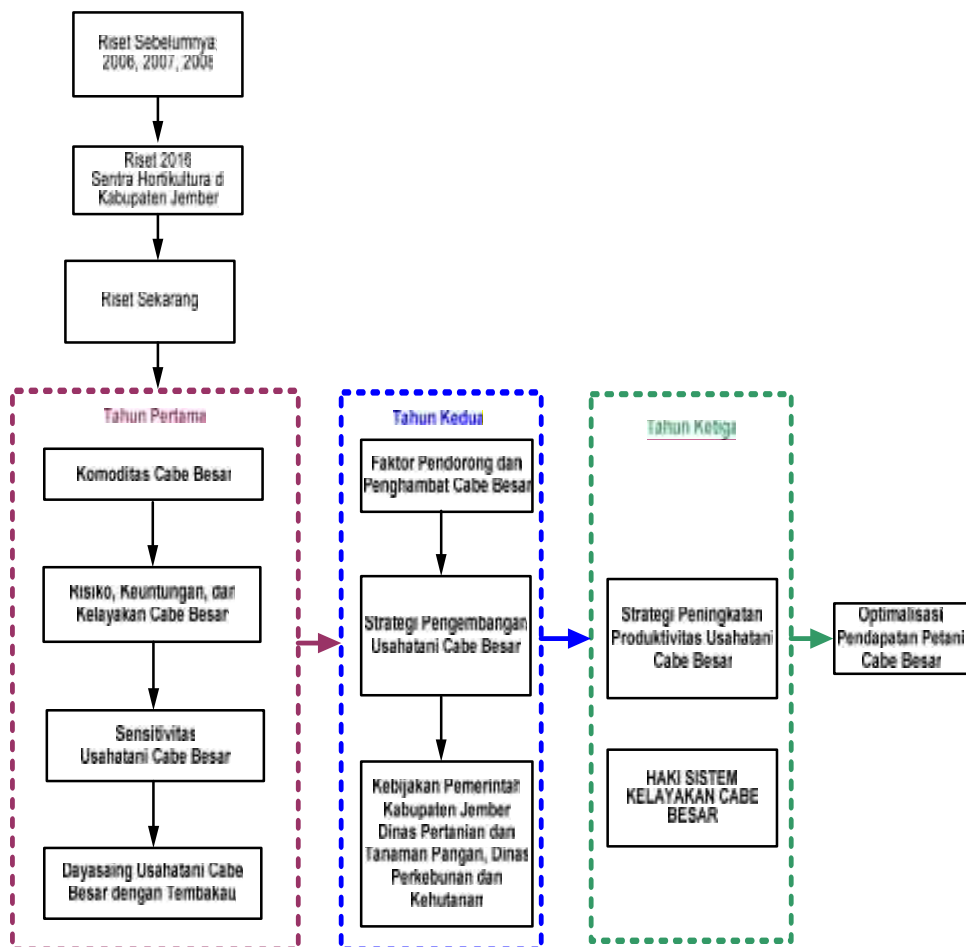 Riset Sebelumnya
2006, 2007, 2008
Riset 2016
Sentra Hortikultura di
Kabupaten Jember
Riset Sekarang
Tahun Pertama
Komoditas Cabe Besar
Risiko, Keuntungan, dan
Kelayakan Cabe Besar
Sensitivitas
Usahatani Cabe Besar
Dayasaing Usahatani Cabe
Besar dengan Tembakau
Tahun Kedua
Faktor Pendorong dan
Penghambat Cabe Besar
Strategi Pengembangan
Usahatani Cabe Besar
Kebijakan Pemerintah
Kabupaten Jember
Dinas Pertanian dan
Tanaman Pangan, Dinas
Perkebunan dan
Kehutanan
Tahun Ketiga
Strategi Peningkatan
Produktivitas Usahatani
Cabe Besar
HAKI SISTEM
KELAYAKAN CABE
BESAR
Optimalisasi
Pendapatan Petani
Cabe Besar